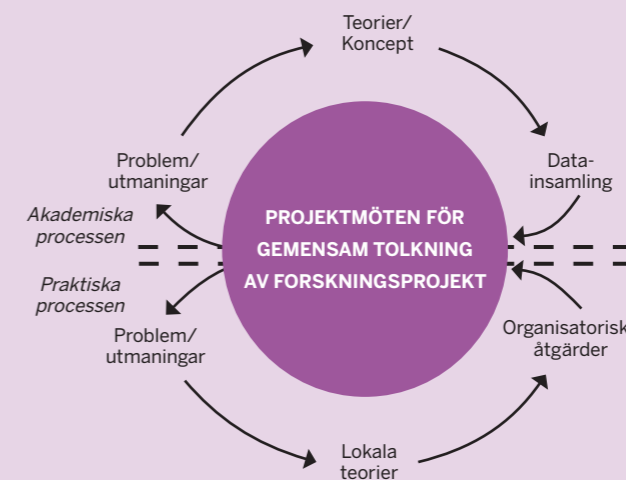 Teorier/
Koncept
Problem/
utmaningar
Data-
insamling
Akademiska
processen
PROJEKTMÖTEN FÖR
GEMENSAM TOLKNING
AV FORSKNINGSPROJEKT
Praktiska
processen
Problem/
utmaningar
Organisatorisk
åtgärder
Lokala
teorier